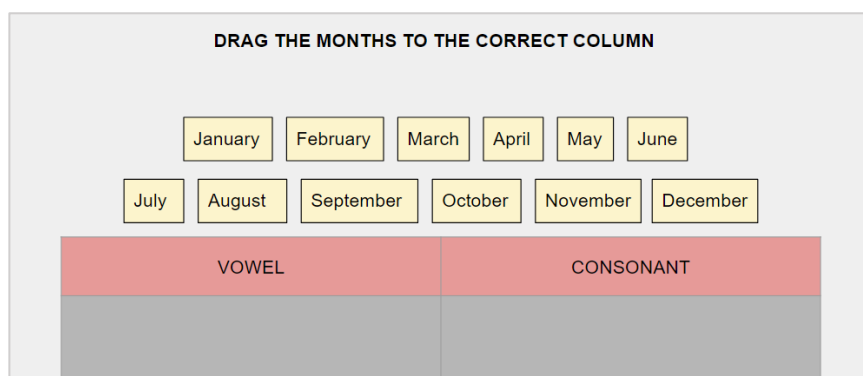 DRAG THE MONTHS TO THE CORRECT COLUMN
January February March April May June
July August September October November December
VOWEL CONSONANT